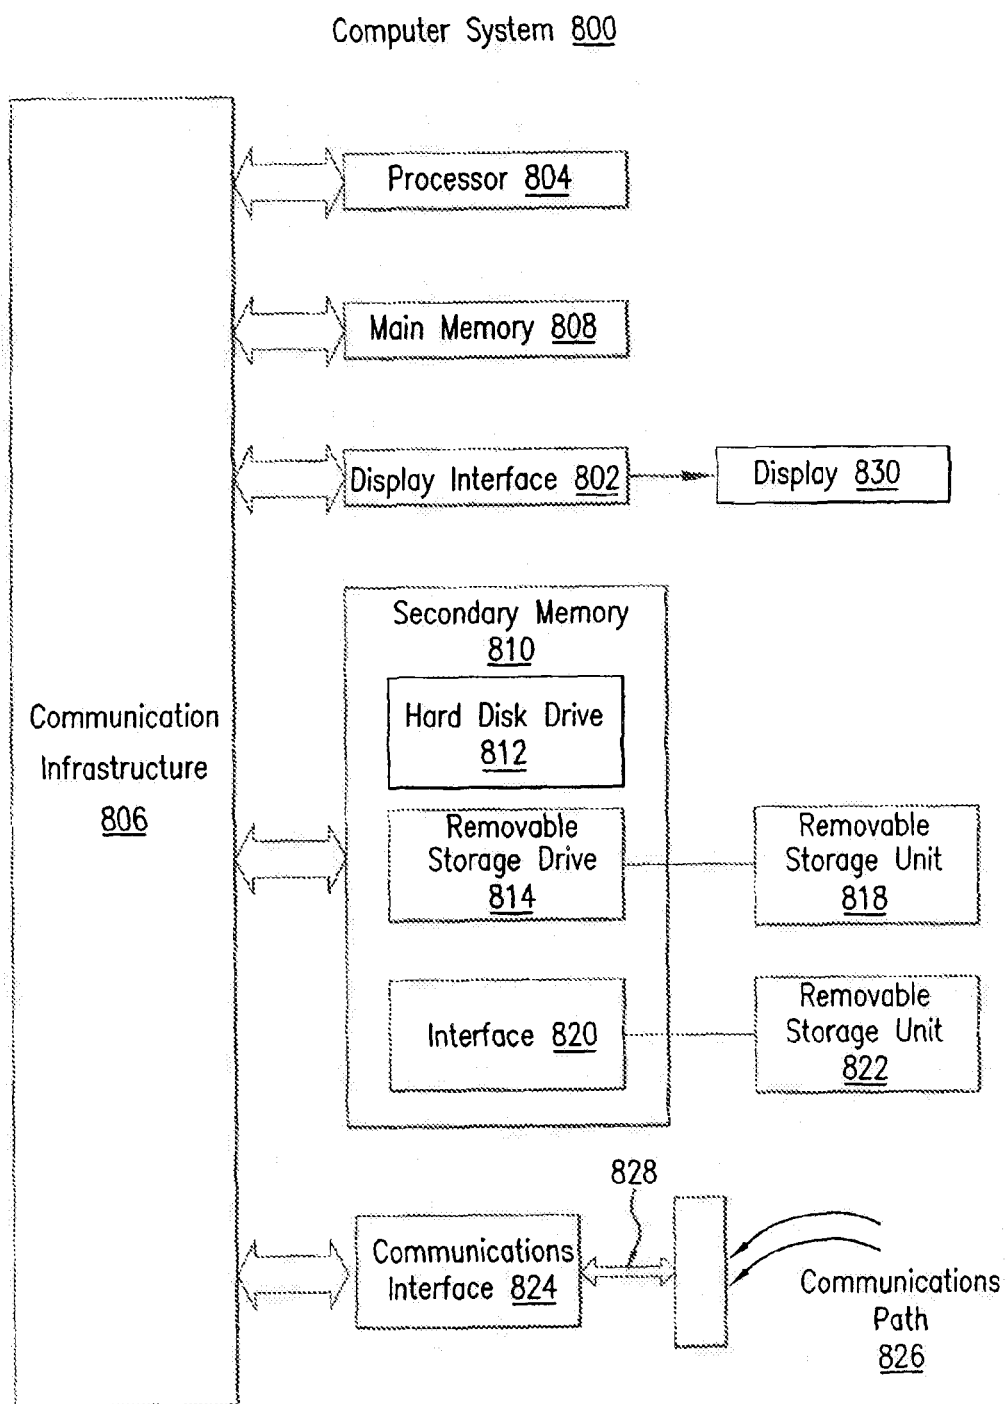 Computer System 800
Processor 804
Main Memory 808
Display Interface 802
Display 830
Secondary Memory
810
Hard Disk Drive
812
Communication
Infrastructure
806
Removable
Storage Drive
814
Removable
Storage Unit
818
Interface 820
Removable
Storage Unit
822
828
Communications
Interface 824
Communications
Path
826